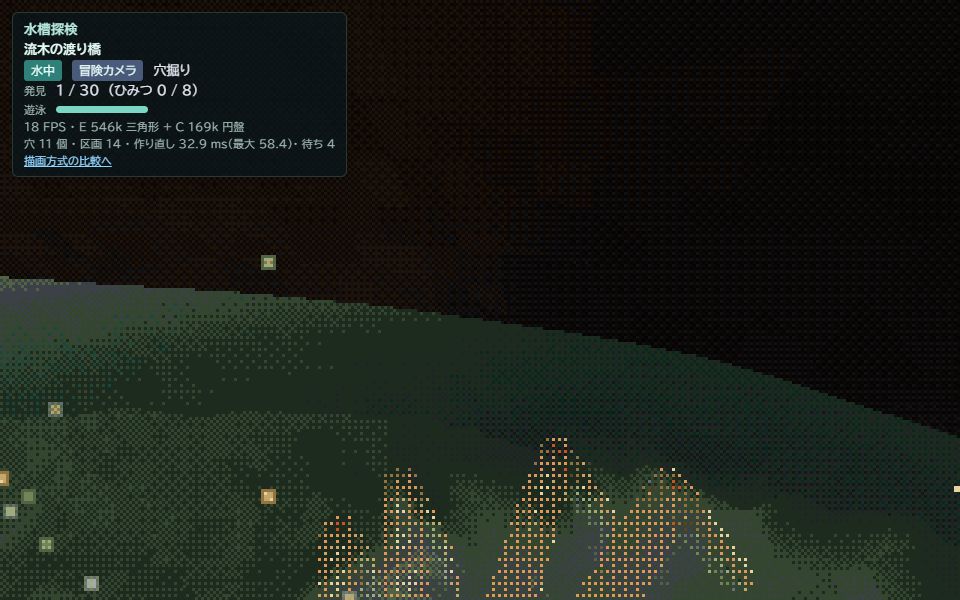 水槽探検
流木の渡り橋
水中 冒険カメラ 穴掘り
発見 1 / 30（ひみつ 0 / 8）
遊泳
18 FPS・E 546k 三角形 + C 169k 円盤
穴 11 個・区画 14・作り直し 32.9 ms(最大 58.4)・待ち 4
描画方式の比較へ